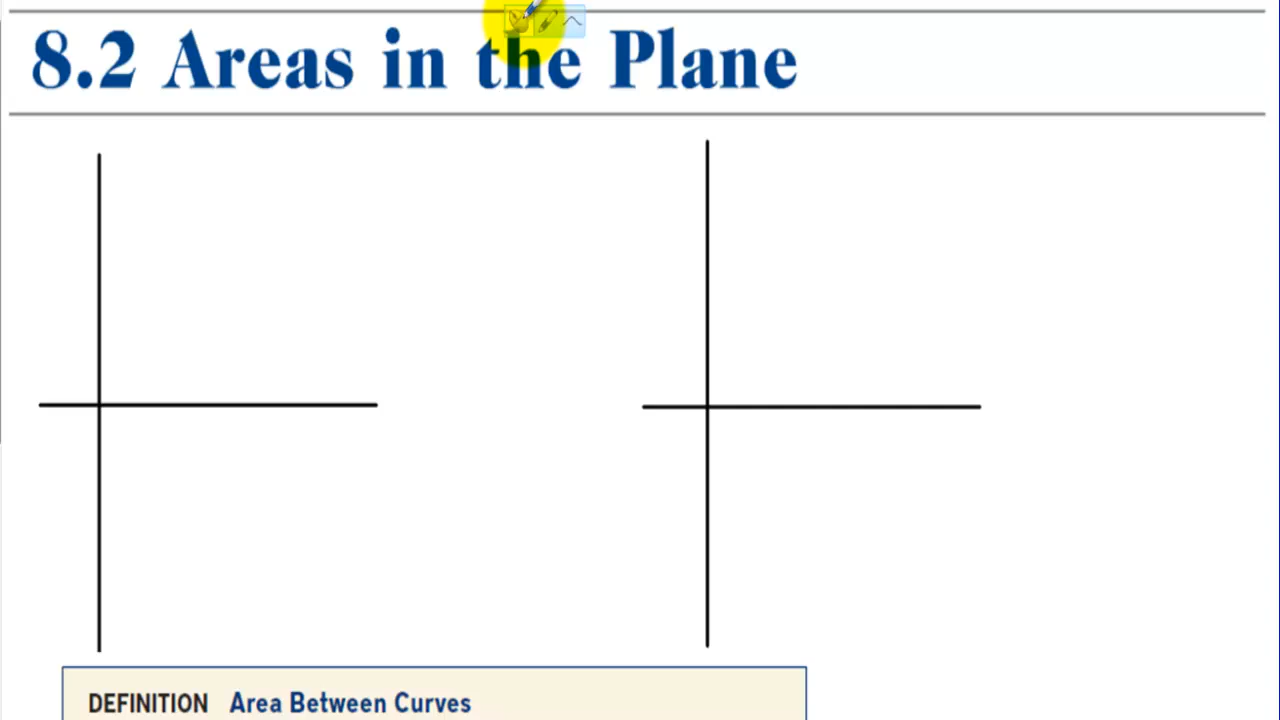 8.2 Areas in the Plane
DEFINITION Area Between Curves